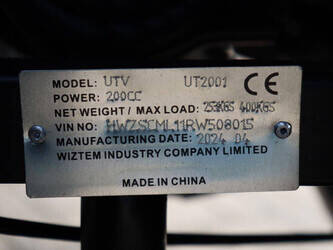 MODEL: UTV UT2001 CE
POWER: 200CC
NET WEIGHT / MAX LOAD: 253KGS 400KGS
VIN NO: HWZSCML11RW508015
MANUFACTURING DATE: 2024 04
WIZTEM INDUSTRY COMPANY LIMITED
MADE IN CHINA